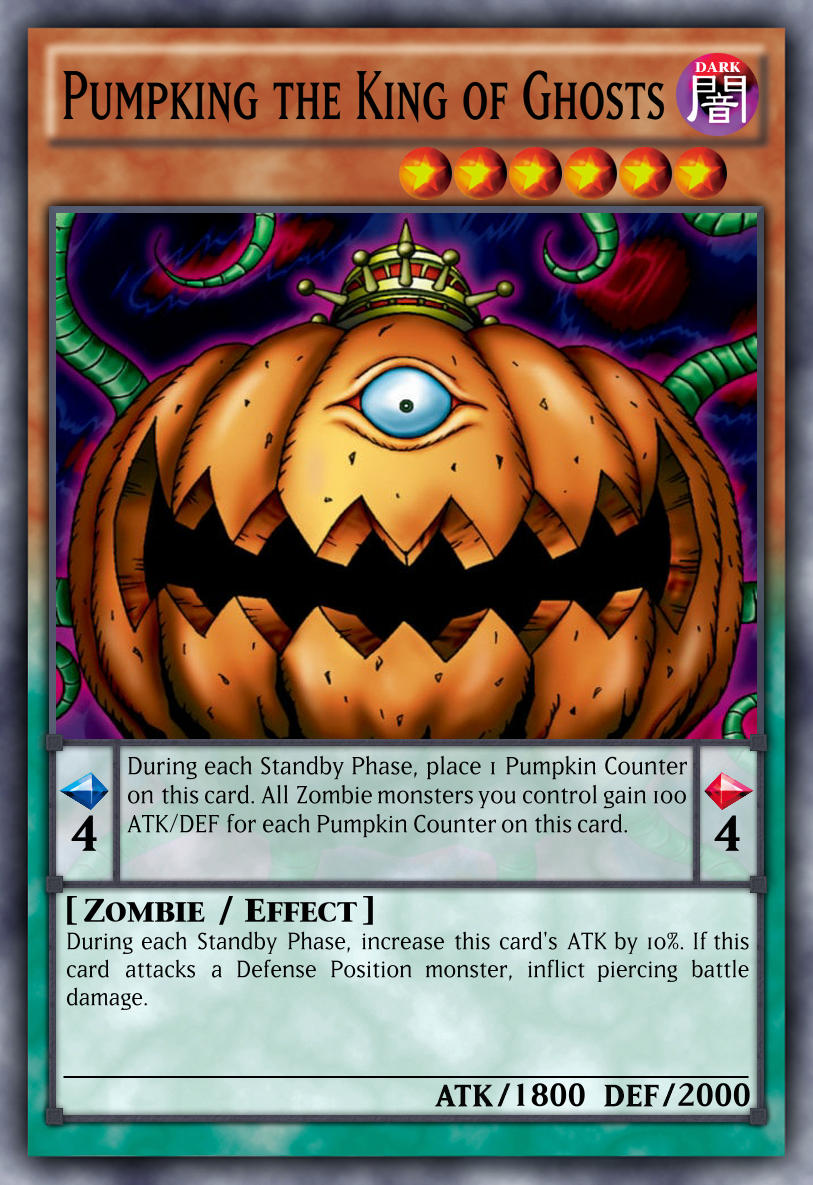 Pumpking the King of Ghosts
DARK
闇
During each Standby Phase, place 1 Pumpkin Counter
on this card. All Zombie monsters you control gain 100
ATK/DEF for each Pumpkin Counter on this card.
4
4
[ Zombie / Effect ]
During each Standby Phase, increase this card's ATK by 10%. If this
card attacks a Defense Position monster, inflict piercing battle
damage.
ATK/1800 DEF/2000